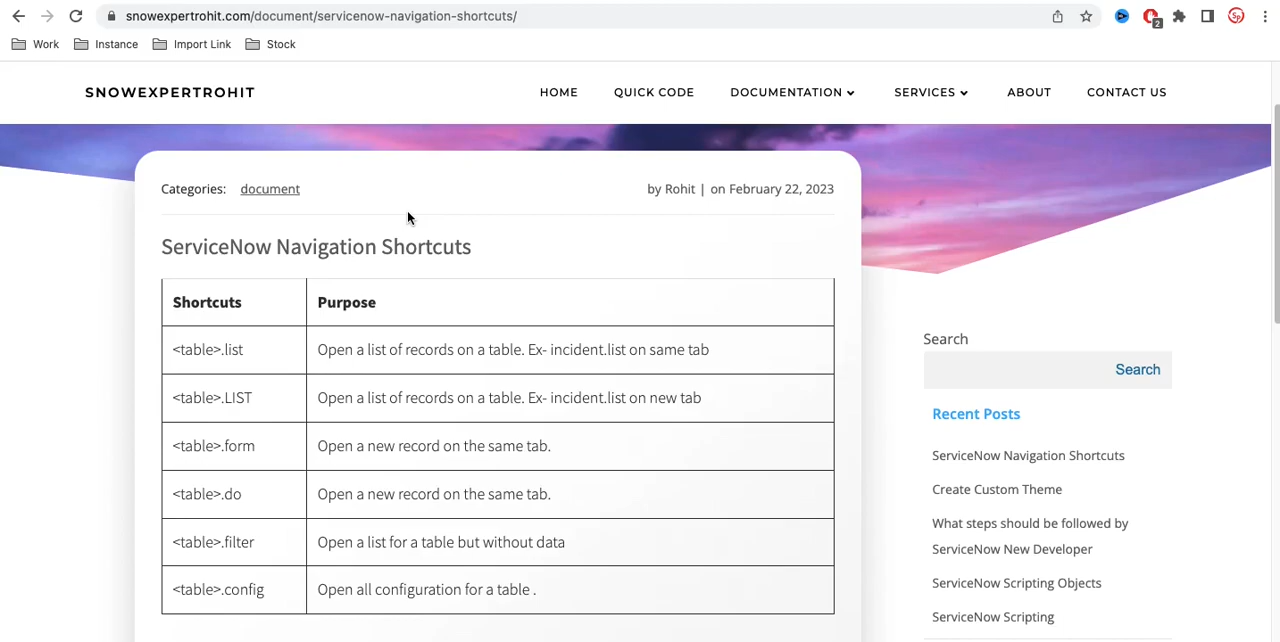 snowexpertrohit.com/document/servicenow-navigation-shortcuts/
2
Sp
Work Instance Import Link Stock
SNOWEXPERTROHIT
HOME QUICK CODE DOCUMENTATION SERVICES ABOUT CONTACT US
Categories: document by Rohit | on February 22, 2023
ServiceNow Navigation Shortcuts
Shortcuts Purpose
<table>.list Open a list of records on a table. Ex- incident.list on same tab
<table>.LIST Open a list of records on a table. Ex- incident.list on new tab
<table>.form Open a new record on the same tab.
<table>.do Open a new record on the same tab.
<table>.filter Open a list for a table but without data
<table>.config Open all configuration for a table .
Search
Search
Recent Posts
ServiceNow Navigation Shortcuts
Create Custom Theme
What steps should be followed by
ServiceNow New Developer
ServiceNow Scripting Objects
ServiceNow Scripting